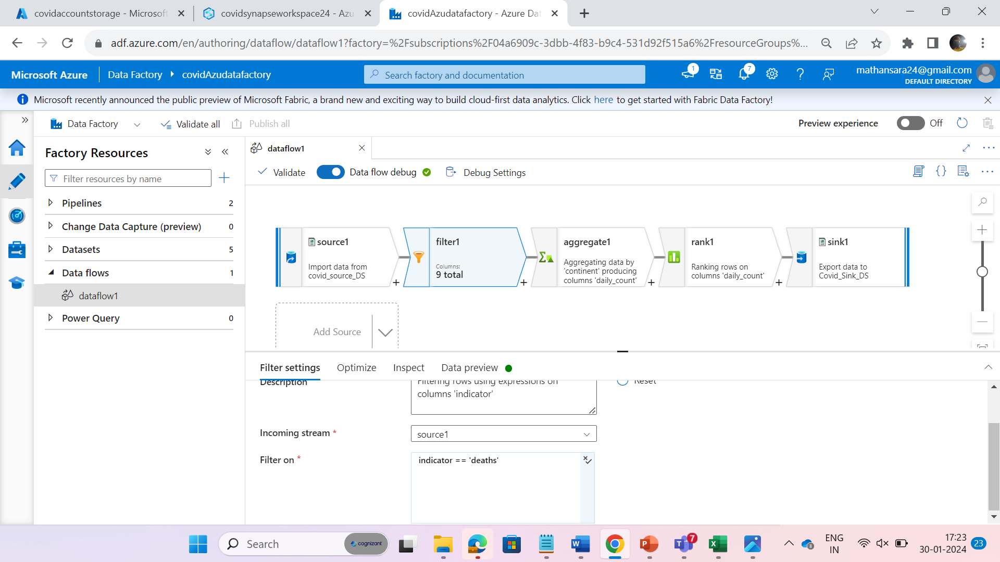 covidaccountstorage - Microsoft
covidsynapseworkspace24 - Azu
covidAzudatafactory - Azure Dat
adf.azure.com/en/authoring/dataflow/dataflow1?factory=%2Fsubscriptions%2F04a6909c-3dbb-4f83-b9c4-531d92f515a6%2FresourceGroups%...
Microsoft Azure
Data Factory
covidAzudatafactory
Search factory and documentation
1
7
mathansara24@gmail.com
DEFAULT DIRECTORY
Microsoft recently announced the public preview of Microsoft Fabric, a brand new and exciting way to build cloud-first data analytics. Click here to get started with Fabric Data Factory!
Data Factory
Validate all
Publish all
Preview experience
Off
Factory Resources
Filter resources by name
Pipelines 2
Change Data Capture (preview) 0
Datasets 5
Data flows 1
dataflow1
Power Query 0
dataflow1
Validate
Data flow debug
Debug Settings
source1
Import data from
covid_source_DS
filter1
Columns:
9 total
aggregate1
Aggregating data by
'continent' producing
columns 'daily_count'
rank1
Ranking rows on
columns 'daily_count'
sink1
Export data to
Covid_Sink_DS
Add Source
Filter settings
Optimize
Inspect
Data preview
Description
Filtering rows using expressions on
columns 'indicator'
Reset
Incoming stream *
source1
Filter on *
indicator == 'deaths'
Search
cognizant
7
ENG
IN
17:23
30-01-2024
23